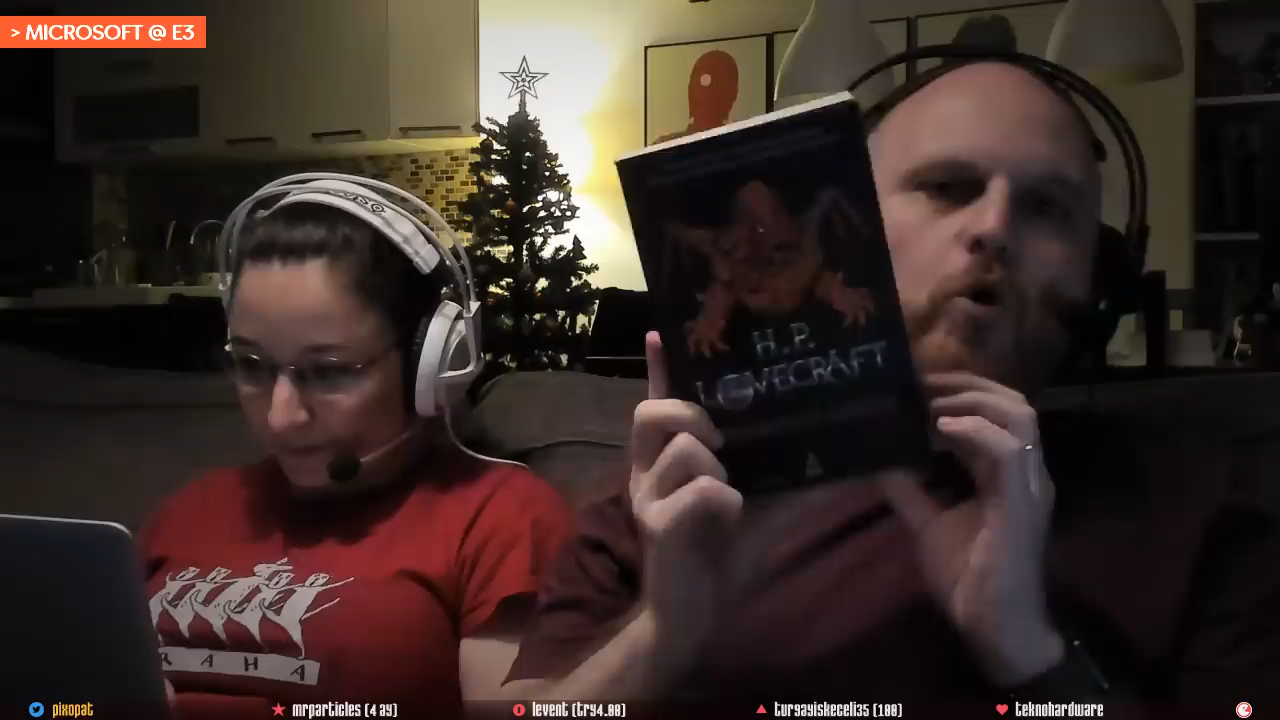 > MICROSOFT @ E3
H.P.
LOVECRAFT
RAHA
pixopat
mrparticles (4 ay)
levent (try4.00)
turgayiskeceli35 (100)
teknohardware